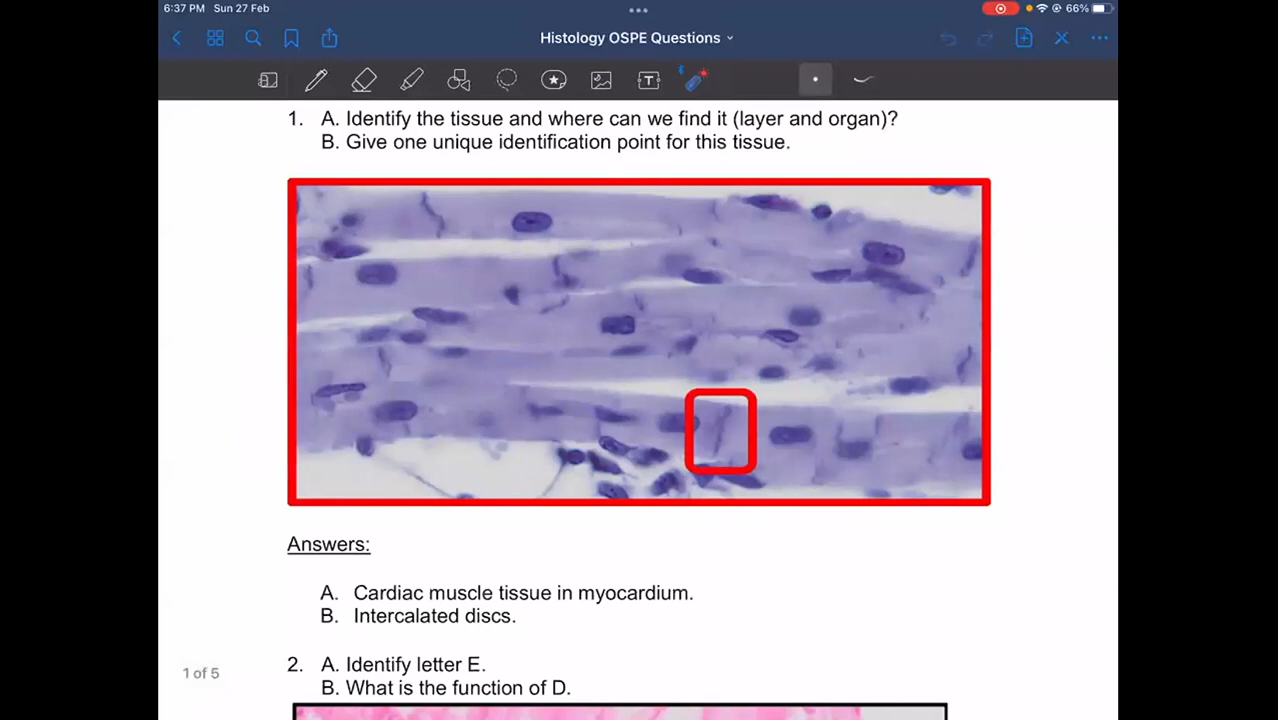 6:37 PM Sun 27 Feb
66%
Histology OSPE Questions
T
1. A. Identify the tissue and where can we find it (layer and organ)?
B. Give one unique identification point for this tissue.
Answers:
A. Cardiac muscle tissue in myocardium.
B. Intercalated discs.
2. A. Identify letter E.
1 of 5
B. What is the function of D.